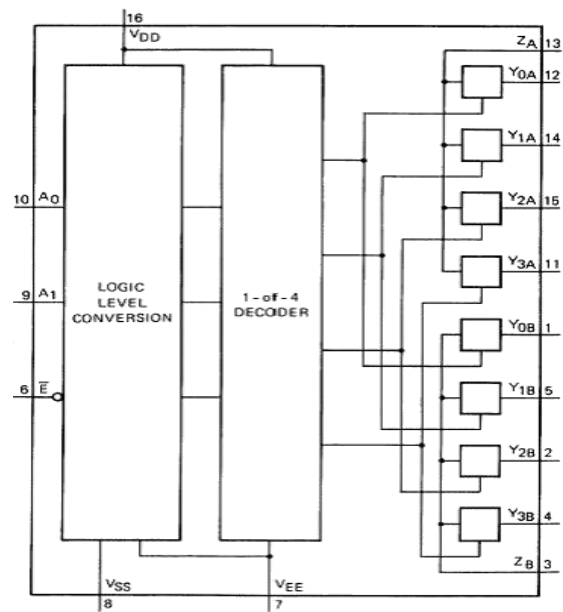 16
VDD
ZA 13
Y0A 12
Y1A 14
10 A0
Y2A 15
9 A1
LOGIC
LEVEL
CONVERSION
1-of-4
DECODER
Y3A 11
Y0B 1
6 E̅
Y1B 5
Y2B 2
Y3B 4
ZB 3
VSS
8
VEE
7